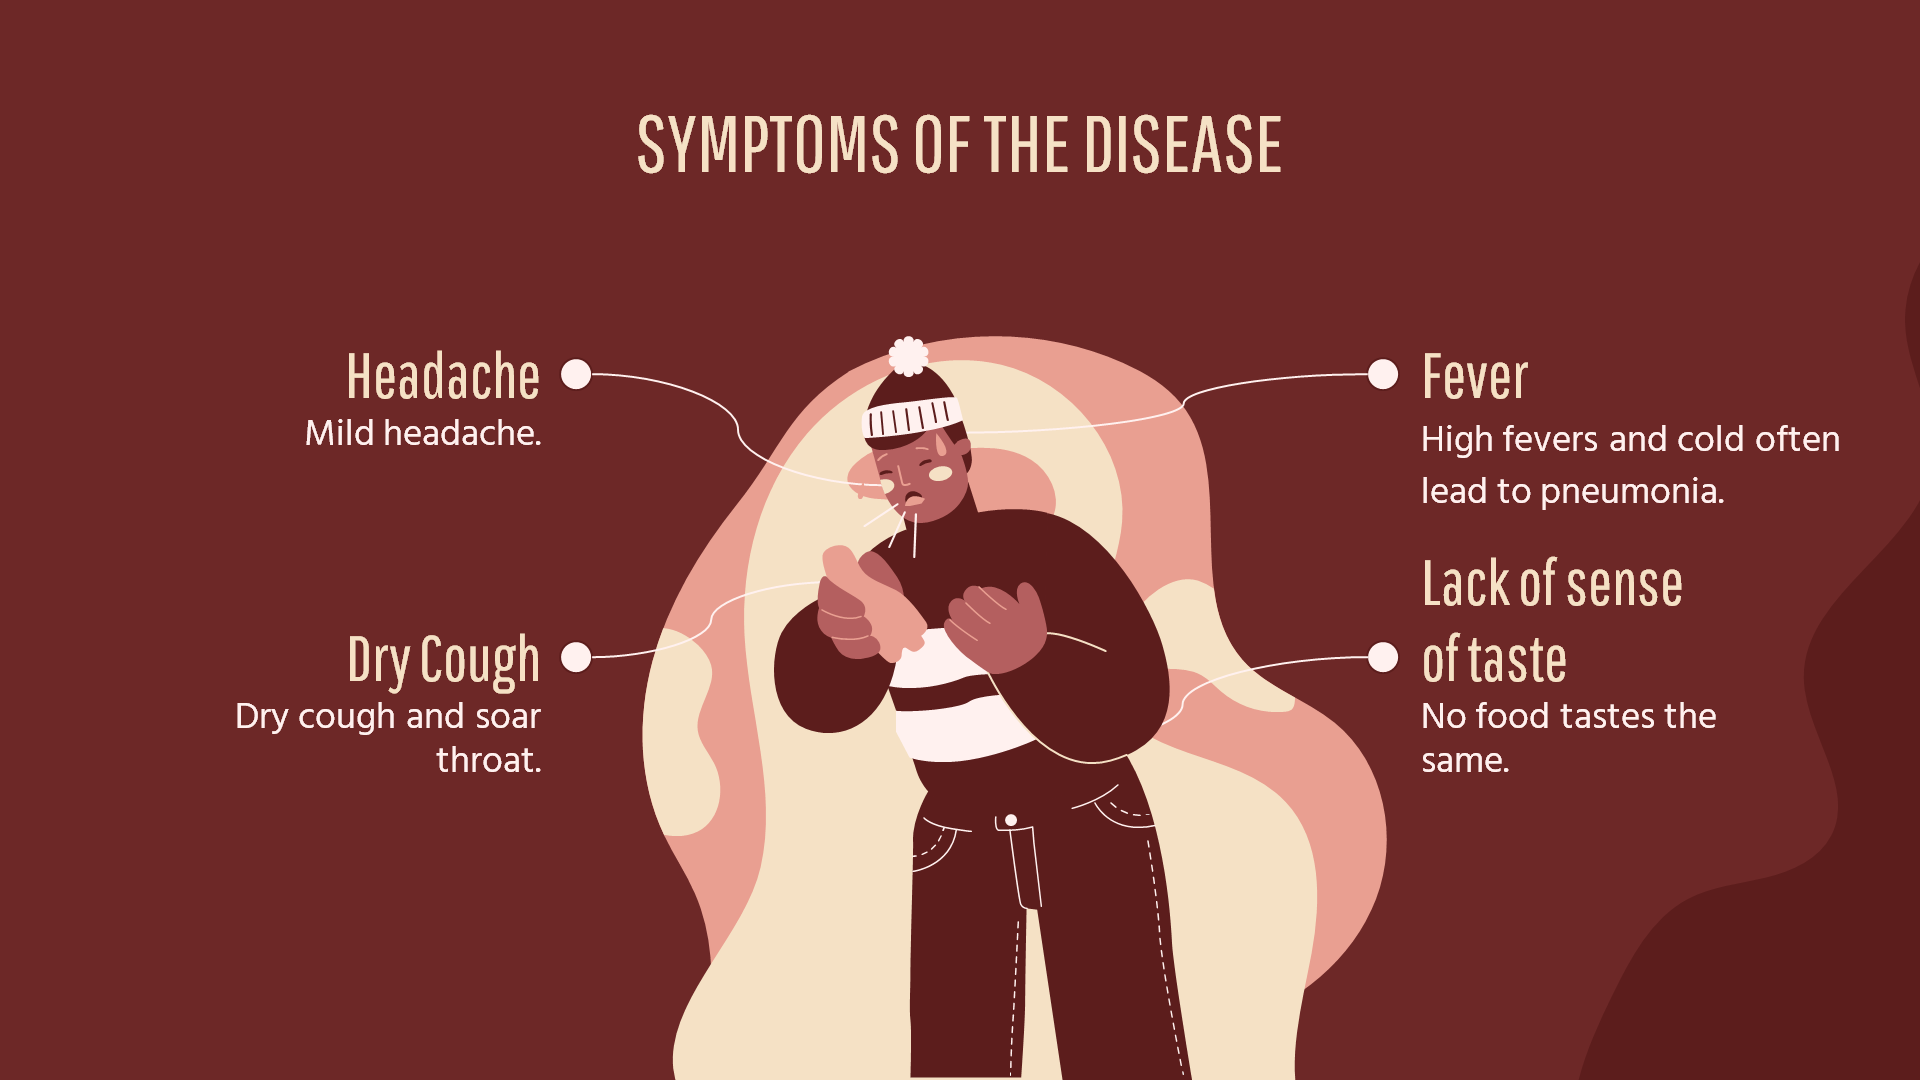 SYMPTOMS OF THE DISEASE
Headache
Mild headache.
Fever
High fevers and cold often
lead to pneumonia.
Dry Cough
Dry cough and soar
throat.
Lack of sense
of taste
No food tastes the
same.